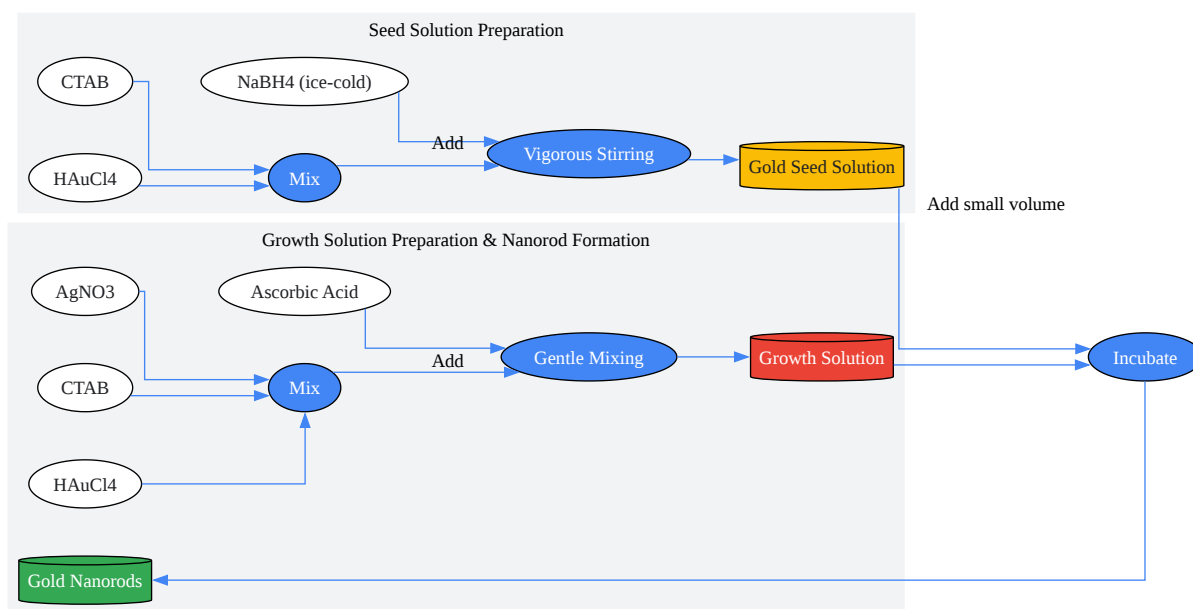 Seed Solution Preparation
CTAB
NaBH4 (ice-cold)
Add
Vigorous Stirring
HAuCl4
Mix
Gold Seed Solution
Add small volume
Growth Solution Preparation & Nanorod Formation
AgNO3
Ascorbic Acid
Add
Gentle Mixing
Growth Solution
Incubate
CTAB
Mix
HAuCl4
Gold Nanorods